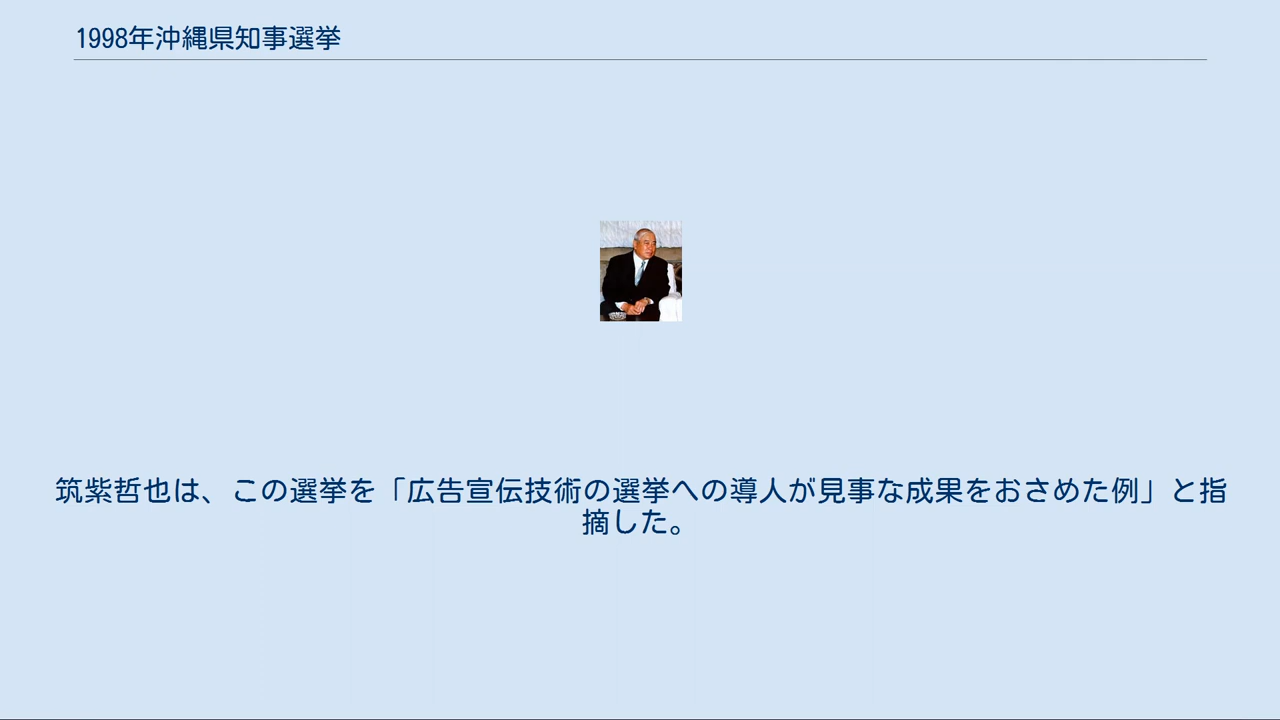 1998年沖縄県知事選挙
筑紫哲也は、この選挙を「広告宣伝技術の選挙への導人が見事な成果をおさめた例」と指
摘した。